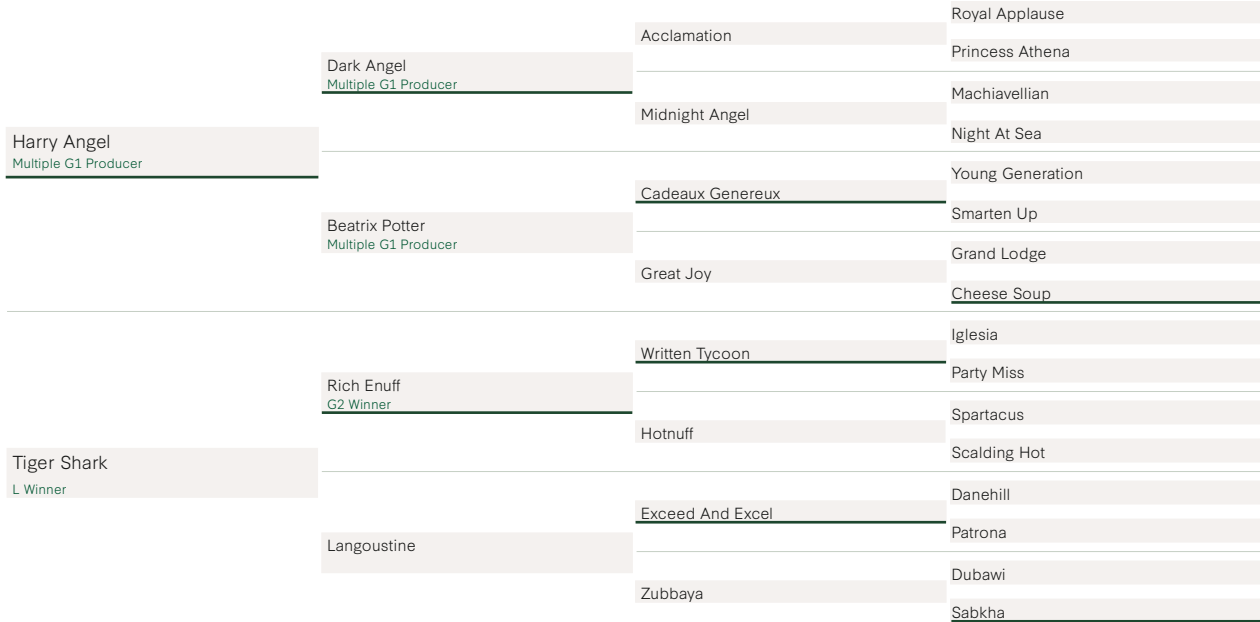 Harry Angel
Multiple G1 Producer
Tiger Shark
L Winner
Dark Angel
Multiple G1 Producer
Beatrix Potter
Multiple G1 Producer
Rich Enuff
G2 Winner
Langoustine
Acclamation
Midnight Angel
Cadeaux Genereux
Great Joy
Written Tycoon
Hotnuff
Exceed And Excel
Zubbaya
Royal Applause
Princess Athena
Machiavellian
Night At Sea
Young Generation
Smarten Up
Grand Lodge
Cheese Soup
Iglesia
Party Miss
Spartacus
Scalding Hot
Danehill
Patrona
Dubawi
Sabkha